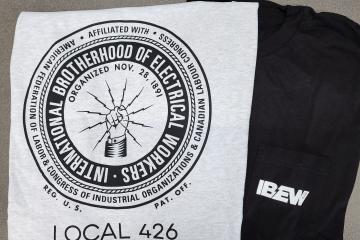 • AFFILIATED WITH •
AMERICAN FEDERATION OF LABOR & CONGRESS OF INDUSTRIAL ORGANIZATIONS & CANADIAN LABOUR CONGRESS
INTERNATIONAL BROTHERHOOD OF ELECTRICAL WORKERS •
ORGANIZED NOV. 28, 1891
REG. U.S. PAT. OFF.
LOCAL 426
IBEW